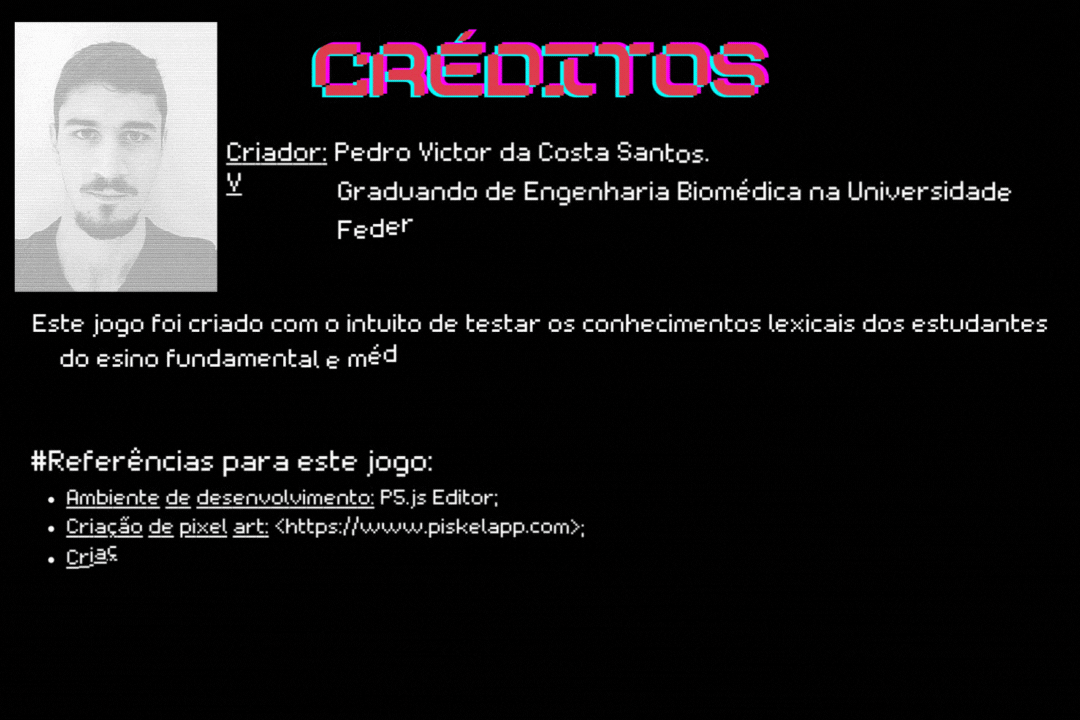 CRÉDITOS
Criador: Pedro Victor da Costa Santos.
V
Graduando de Engenharia Biomédica na Universidade
Feder
Este jogo foi criado com o intuito de testar os conhecimentos lexicais dos estudantes
do esino fundamental e méd
#Referências para este jogo:
• Ambiente de desenvolvimento: P5.js Editor;
• Criação de pixel art: <https://www.piskelapp.com>;
• Criaç